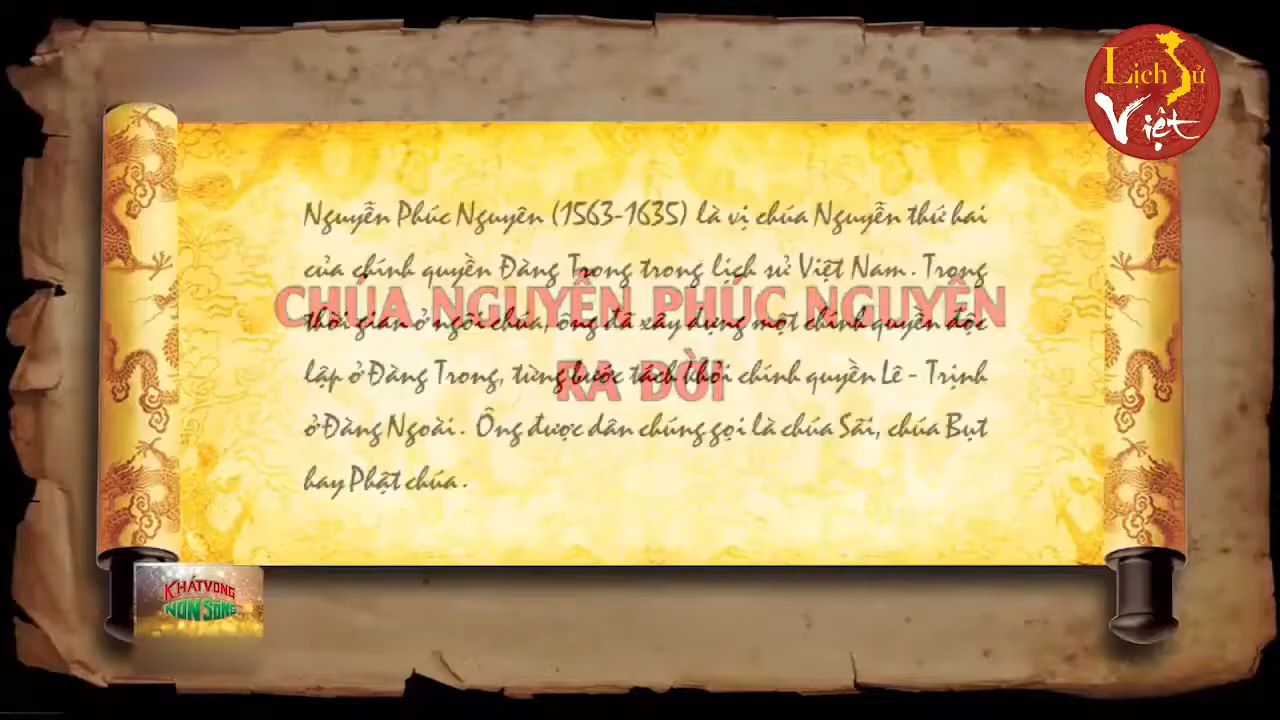 Lịch Sử
Việt
Nguyễn Phúc Nguyên (1563-1635) là vị chúa Nguyễn thứ hai
của chính quyền Đàng Trong trong lịch sử Việt Nam. Trong
CHÚA NGUYỄN PHÚC NGUYÊN
thời gian ở ngôi chúa, ông đã xây dựng một chính quyền độc
lập ở Đàng Trong, từng bước tách khỏi chính quyền Lê - Trịnh
RA ĐỜI
ở Đàng Ngoài. Ông được dân chúng gọi là chúa Sãi, chúa Bụt
hay Phật chúa.
KHÁT VỌNG
NON SÔNG